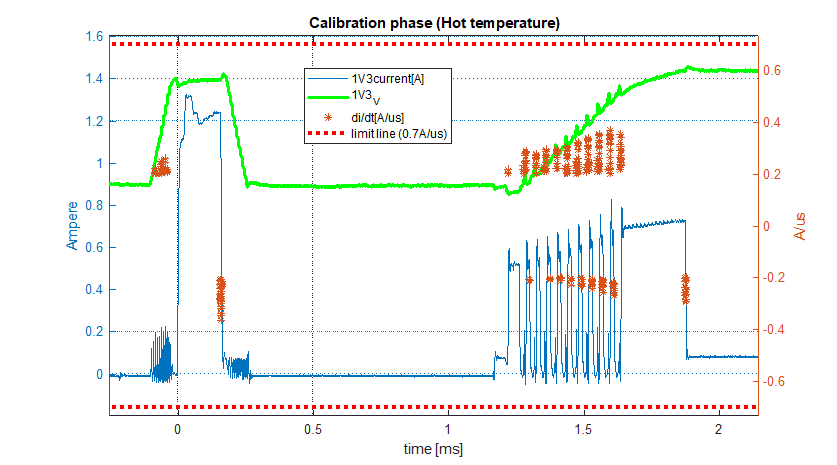 Calibration phase (Hot temperature)
1.6
1.4
1.2
1
0.8
0.6
0.4
0.2
0
Ampere
1V3current[A]
1V3V
di/dt[A/us]
limit line (0.7A/us)
0.6
0.4
0.2
0
-0.2
-0.4
-0.6
A/us
0
0.5
1
1.5
2
time [ms]